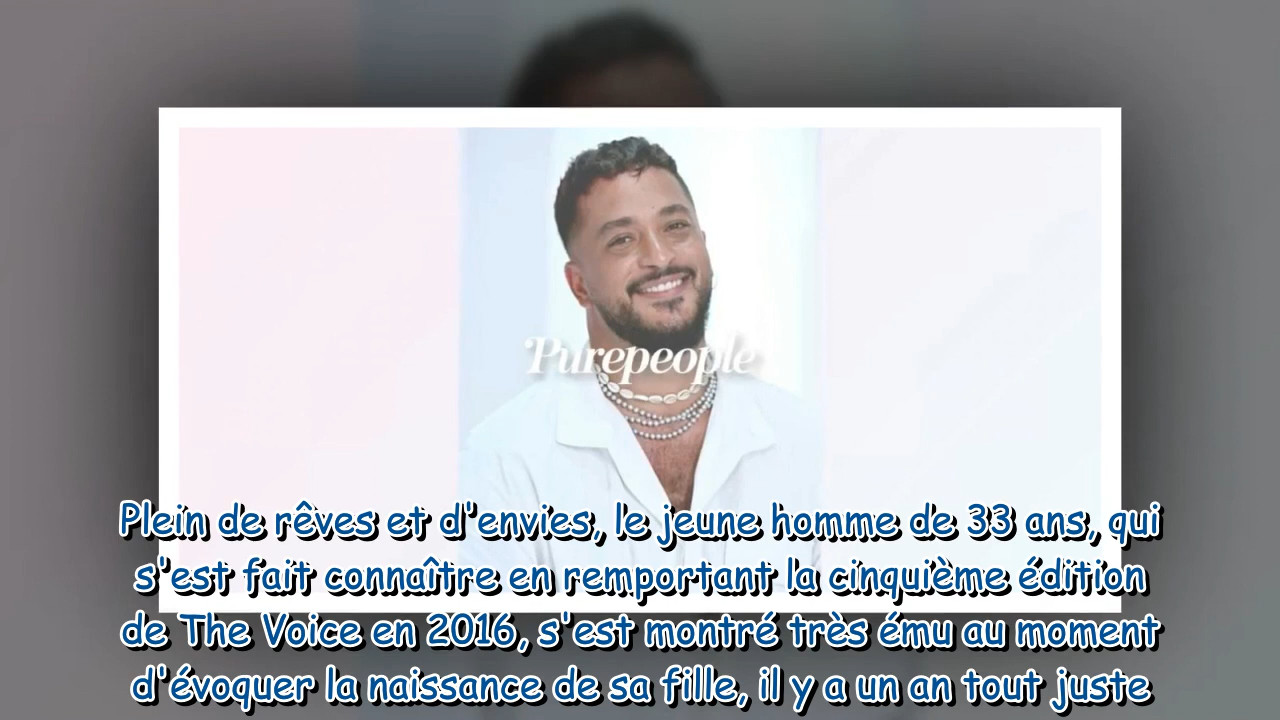 Purepeople
Plein de rêves et d'envies, le jeune homme de 33 ans, qui
s'est fait connaître en remportant la cinquième édition
de The Voice en 2016, s'est montré très ému au moment
d'évoquer la naissance de sa fille, il y a un an tout juste